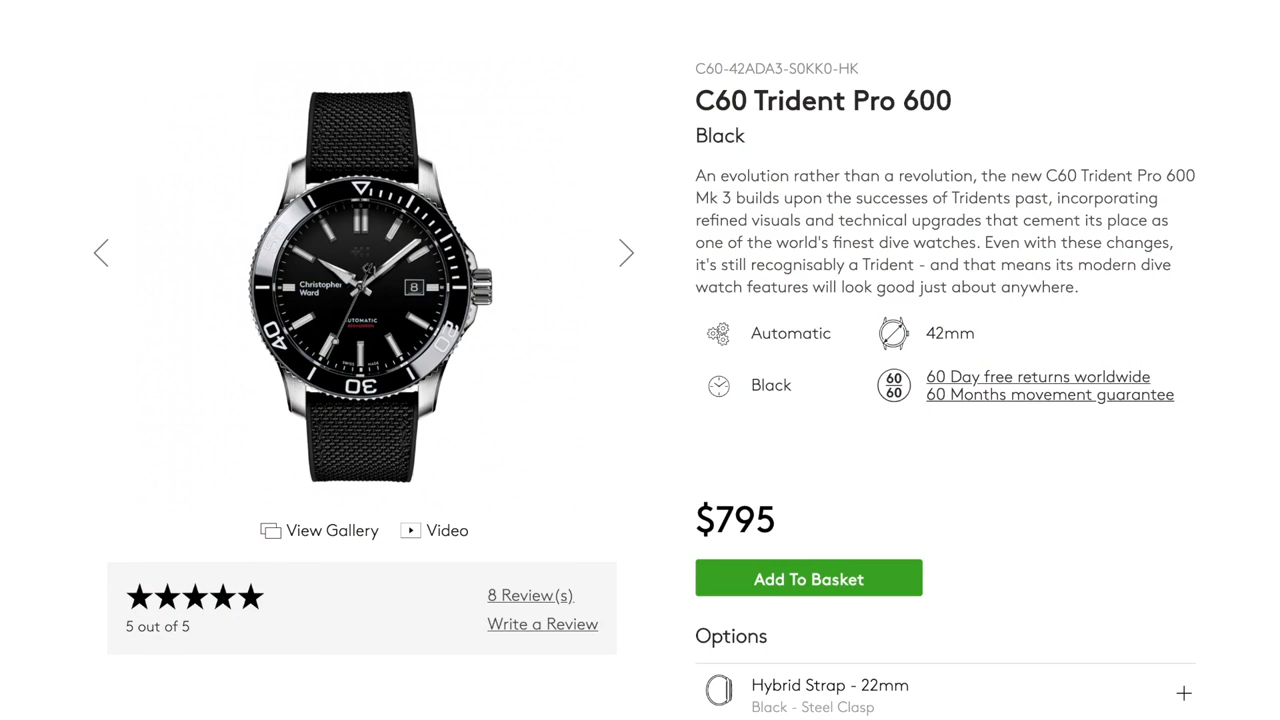 C60-42ADA3-S0KK0-HK
C60 Trident Pro 600
Black
An evolution rather than a revolution, the new C60 Trident Pro 600
Mk 3 builds upon the successes of Tridents past, incorporating
refined visuals and technical upgrades that cement its place as
one of the world's finest dive watches. Even with these changes,
it's still recognisably a Trident - and that means its modern dive
watch features will look good just about anywhere.
Automatic
42mm
Black
60
60
60 Day free returns worldwide
60 Months movement guarantee
$795
Add To Basket
Options
Hybrid Strap - 22mm
Black - Steel Clasp
Christopher
Ward
8
AUTOMATIC
SWISS MADE
20
30
40
View Gallery
Video
5 out of 5
8 Review(s)
Write a Review